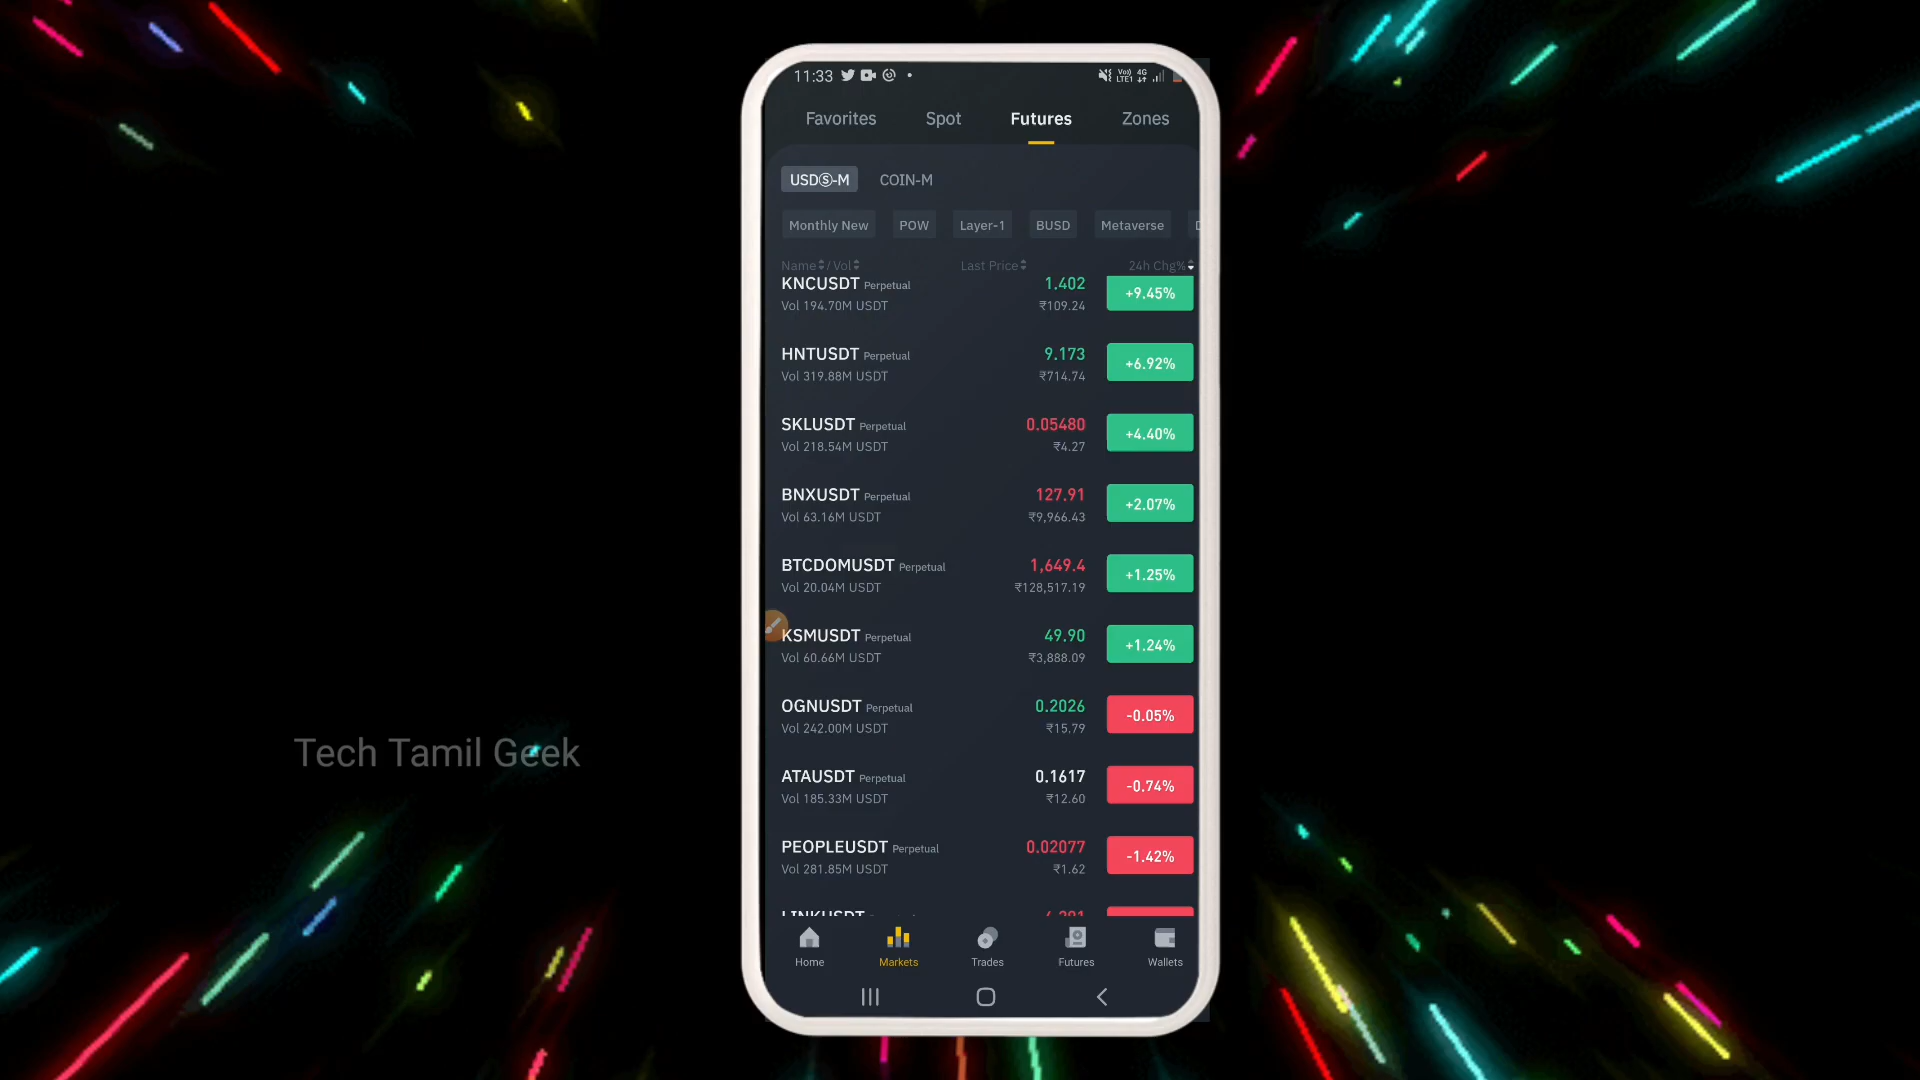 11:33
Vo)) 4G
LTE1
Favorites Spot Futures Zones
USDⓈ-M COIN-M
Monthly New POW Layer-1 BUSD Metaverse
Name / Vol Last Price 24h Chg%
KNCUSDT Perpetual 1.402 +9.45%
Vol 194.70M USDT ₹109.24
HNTUSDT Perpetual 9.173 +6.92%
Vol 319.88M USDT ₹714.74
SKLUSDT Perpetual 0.05480 +4.40%
Vol 218.54M USDT ₹4.27
BNXUSDT Perpetual 127.91 +2.07%
Vol 63.16M USDT ₹9,966.43
BTCDOMUSDT Perpetual 1,649.4 +1.25%
Vol 20.04M USDT ₹128,517.19
KSMUSDT Perpetual 49.90 +1.24%
Vol 60.66M USDT ₹3,888.09
OGNUSDT Perpetual 0.2026 -0.05%
Vol 242.00M USDT ₹15.79
ATAUSDT Perpetual 0.1617 -0.74%
Vol 185.33M USDT ₹12.60
PEOPLEUSDT Perpetual 0.02077 -1.42%
Vol 281.85M USDT ₹1.62
LINKUSDT
Home Markets Trades Futures Wallets
Tech Tamil Geek